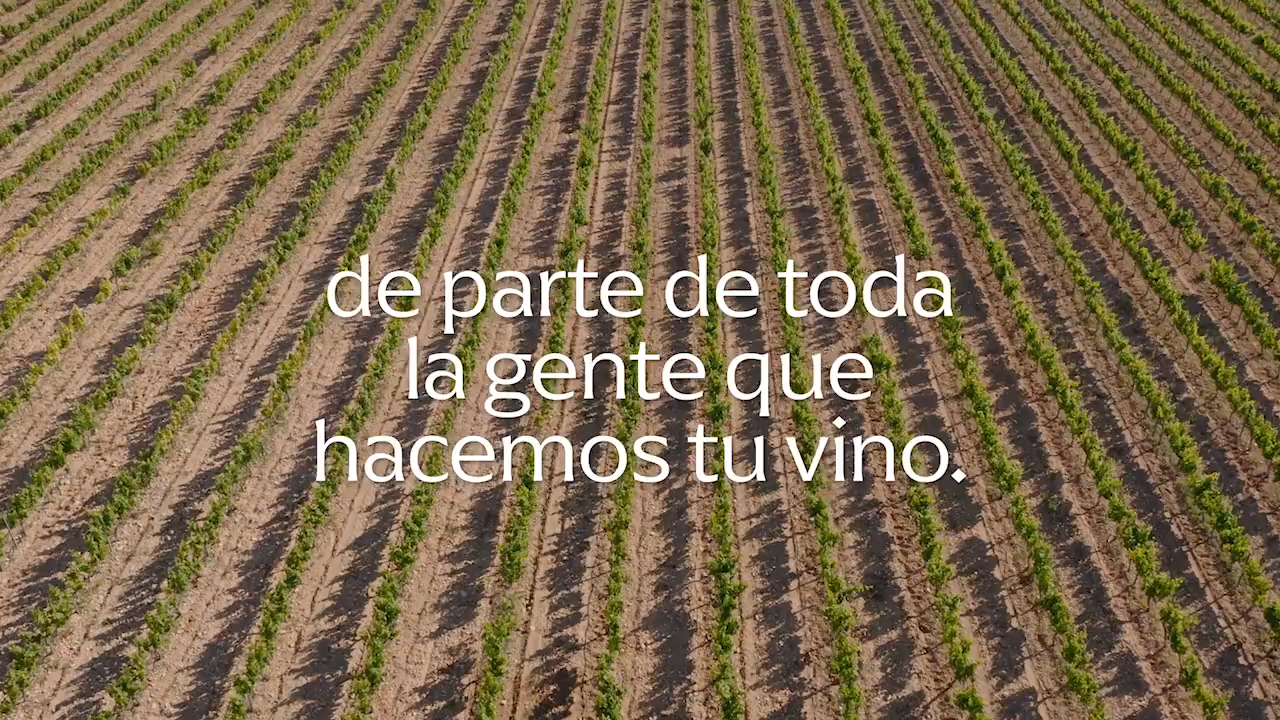 de parte de toda
la gente que
hacemos tu vino.